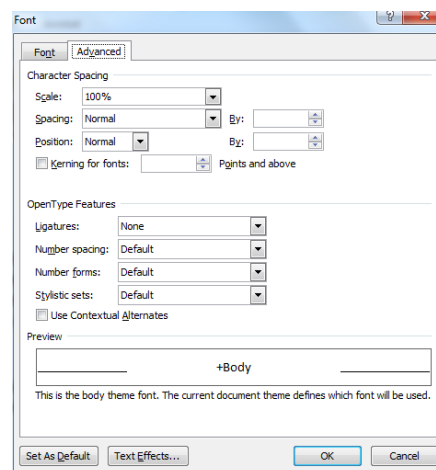 Font
Font Advanced
Character Spacing
Scale: 100%
Spacing: Normal By:
Position: Normal By:
Kerning for fonts: Points and above
OpenType Features
Ligatures: None
Number spacing: Default
Number forms: Default
Stylistic sets: Default
Use Contextual Alternates
Preview
+Body
This is the body theme font. The current document theme defines which font will be used.
Set As Default Text Effects... OK Cancel